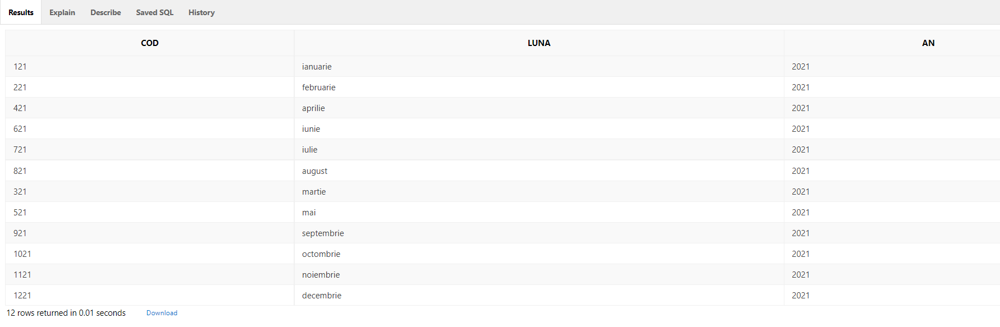 Results Explain Describe Saved SQL History
COD LUNA AN
121 ianuarie 2021
221 februarie 2021
421 aprilie 2021
621 iunie 2021
721 iulie 2021
821 august 2021
321 martie 2021
521 mai 2021
921 septembrie 2021
1021 octombrie 2021
1121 noiembrie 2021
1221 decembrie 2021
12 rows returned in 0.01 seconds Download